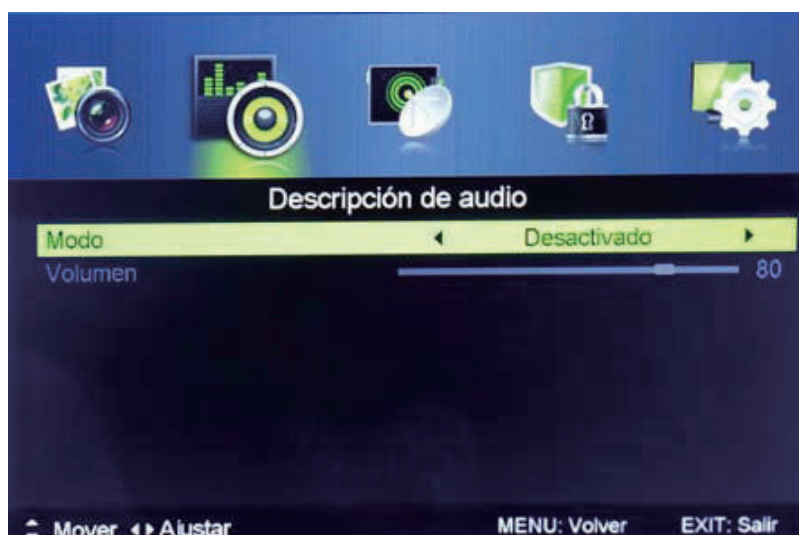 Descripción de audio
Modo Desactivado
Volumen 80
Mover Ajustar MENU: Volver EXIT: Salir